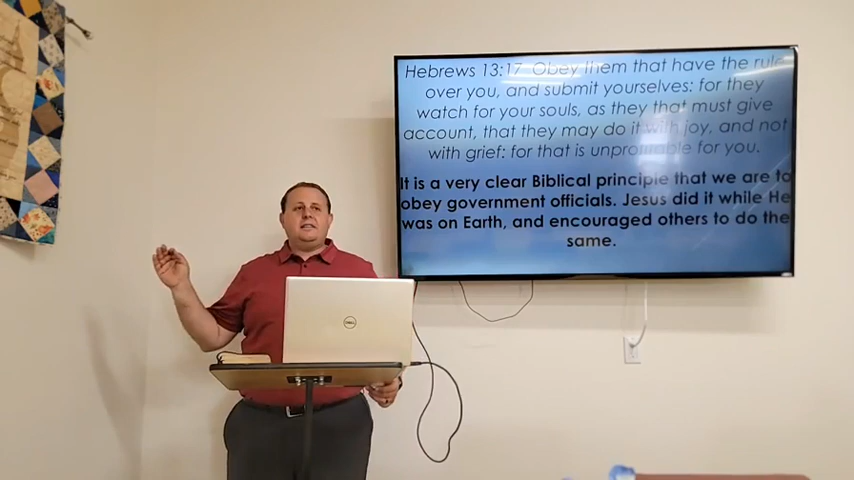 Hebrews 13:17 Obey them that have the rule
over you, and submit yourselves: for they
watch for your souls, as they that must give
account, that they may do it with joy, and not
with grief: for that is unprofitable for you.
It is a very clear Biblical principle that we are to
obey government officials. Jesus did it while He
was on Earth, and encouraged others to do the
same.
DELL